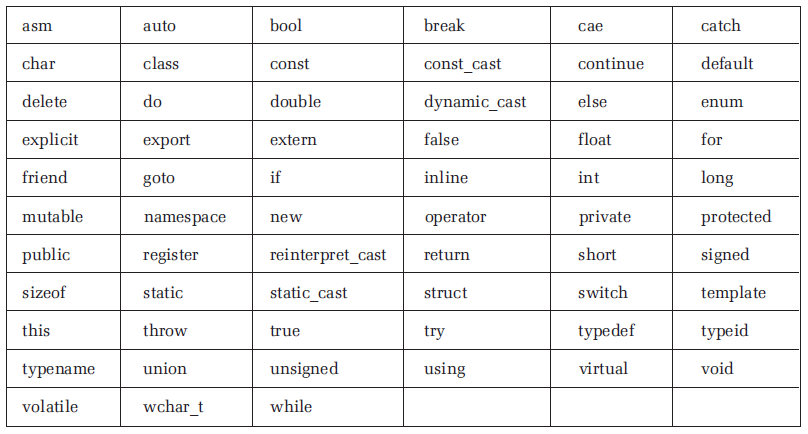 asm auto bool break cae catch
char class const const_cast continue default
delete do double dynamic_cast else enum
explicit export extern false float for
friend goto if inline int long
mutable namespace new operator private protected
public register reinterpret_cast return short signed
sizeof static static_cast struct switch template
this throw true try typedef typeid
typename union unsigned using virtual void
volatile wchar_t while